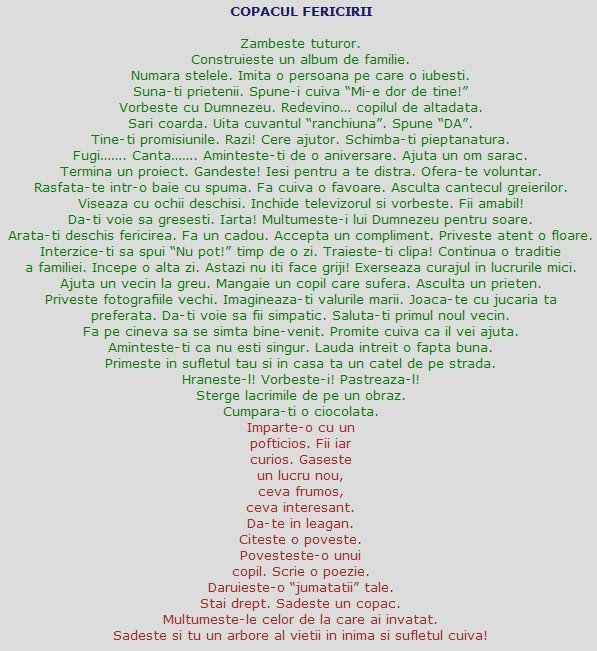 COPACUL FERICIRII
Zambeste tuturor.
Construieste un album de familie.
Numara stelele. Imita o persoana pe care o iubesti.
Suna-ti prietenii. Spune-i cuiva “Mi-e dor de tine!”
Vorbeste cu Dumnezeu. Redevino... copilul de altadata.
Sari coarda. Uita cuvantul “ranchiuna”. Spune “DA”.
Tine-ti promisiunile. Razi! Cere ajutor. Schimba-ti pieptanatura.
Fugi....... Canta....... Aminteste-ti de o aniversare. Ajuta un om sarac.
Termina un proiect. Gandeste! Iesi pentru a te distra. Ofera-te voluntar.
Rasfata-te intr-o baie cu spuma. Fa cuiva o favoare. Asculta cantecul greierilor.
Viseaza cu ochii deschisi. Inchide televizorul si vorbeste. Fii amabil!
Da-ti voie sa gresesti. Iarta! Multumeste-i lui Dumnezeu pentru soare.
Arata-ti deschis fericirea. Fa un cadou. Accepta un compliment. Priveste atent o floare.
Interzice-ti sa spui “Nu pot!” timp de o zi. Traieste-ti clipa! Continua o traditie
a familiei. Incepe o alta zi. Astazi nu iti face griji! Exerseaza curajul in lucrurile mici.
Ajuta un vecin la greu. Mangaie un copil care sufera. Asculta un prieten.
Priveste fotografiile vechi. Imagineaza-ti valurile marii. Joaca-te cu jucaria ta
preferata. Da-ti voie sa fii simpatic. Saluta-ti primul noul vecin.
Fa pe cineva sa se simta bine-venit. Promite cuiva ca il vei ajuta.
Aminteste-ti ca nu esti singur. Lauda intreit o fapta buna.
Primeste in sufletul tau si in casa ta un catel de pe strada.
Hraneste-l! Vorbeste-i! Pastreaza-l!
Sterge lacrimile de pe un obraz.
Cumpara-ti o ciocolata.
Imparte-o cu un
pofticios. Fii iar
curios. Gaseste
un lucru nou,
ceva frumos,
ceva interesant.
Da-te in leagan.
Citeste o poveste.
Povesteste-o unui
copil. Scrie o poezie.
Daruieste-o “jumatatii” tale.
Stai drept. Sadeste un copac.
Multumeste-le celor de la care ai invatat.
Sadeste si tu un arbore al vietii in inima si sufletul cuiva!